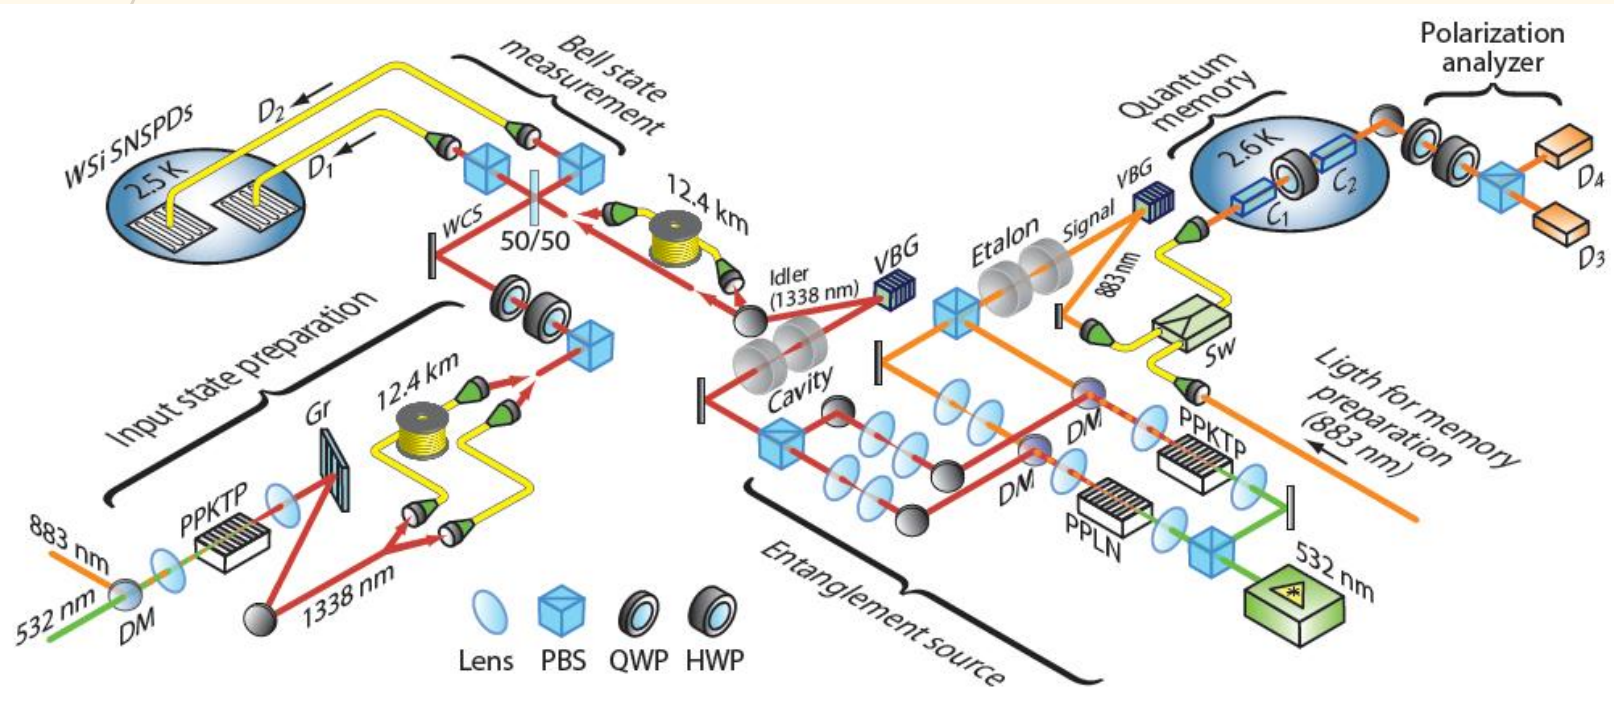 Polarization
analyzer
Bell state
measurement
Quantum
memory
WSi SNSPDs
D2
D1
2.5 K
2.6 K
C1
C2
D4
D3
WCS
50/50
12.4 km
VBG
Signal
Etalon
883 nm
Idler
(1338 nm)
VBG
Sw
Input state preparation
Cavity
Ligth for memory
preparation
(883 nm)
12.4 km
Gr
DM
PPKTP
DM
PPLN
PPKTP
883 nm
532 nm
DM
1338 nm
532 nm
Entanglement source
Lens
PBS
QWP
HWP